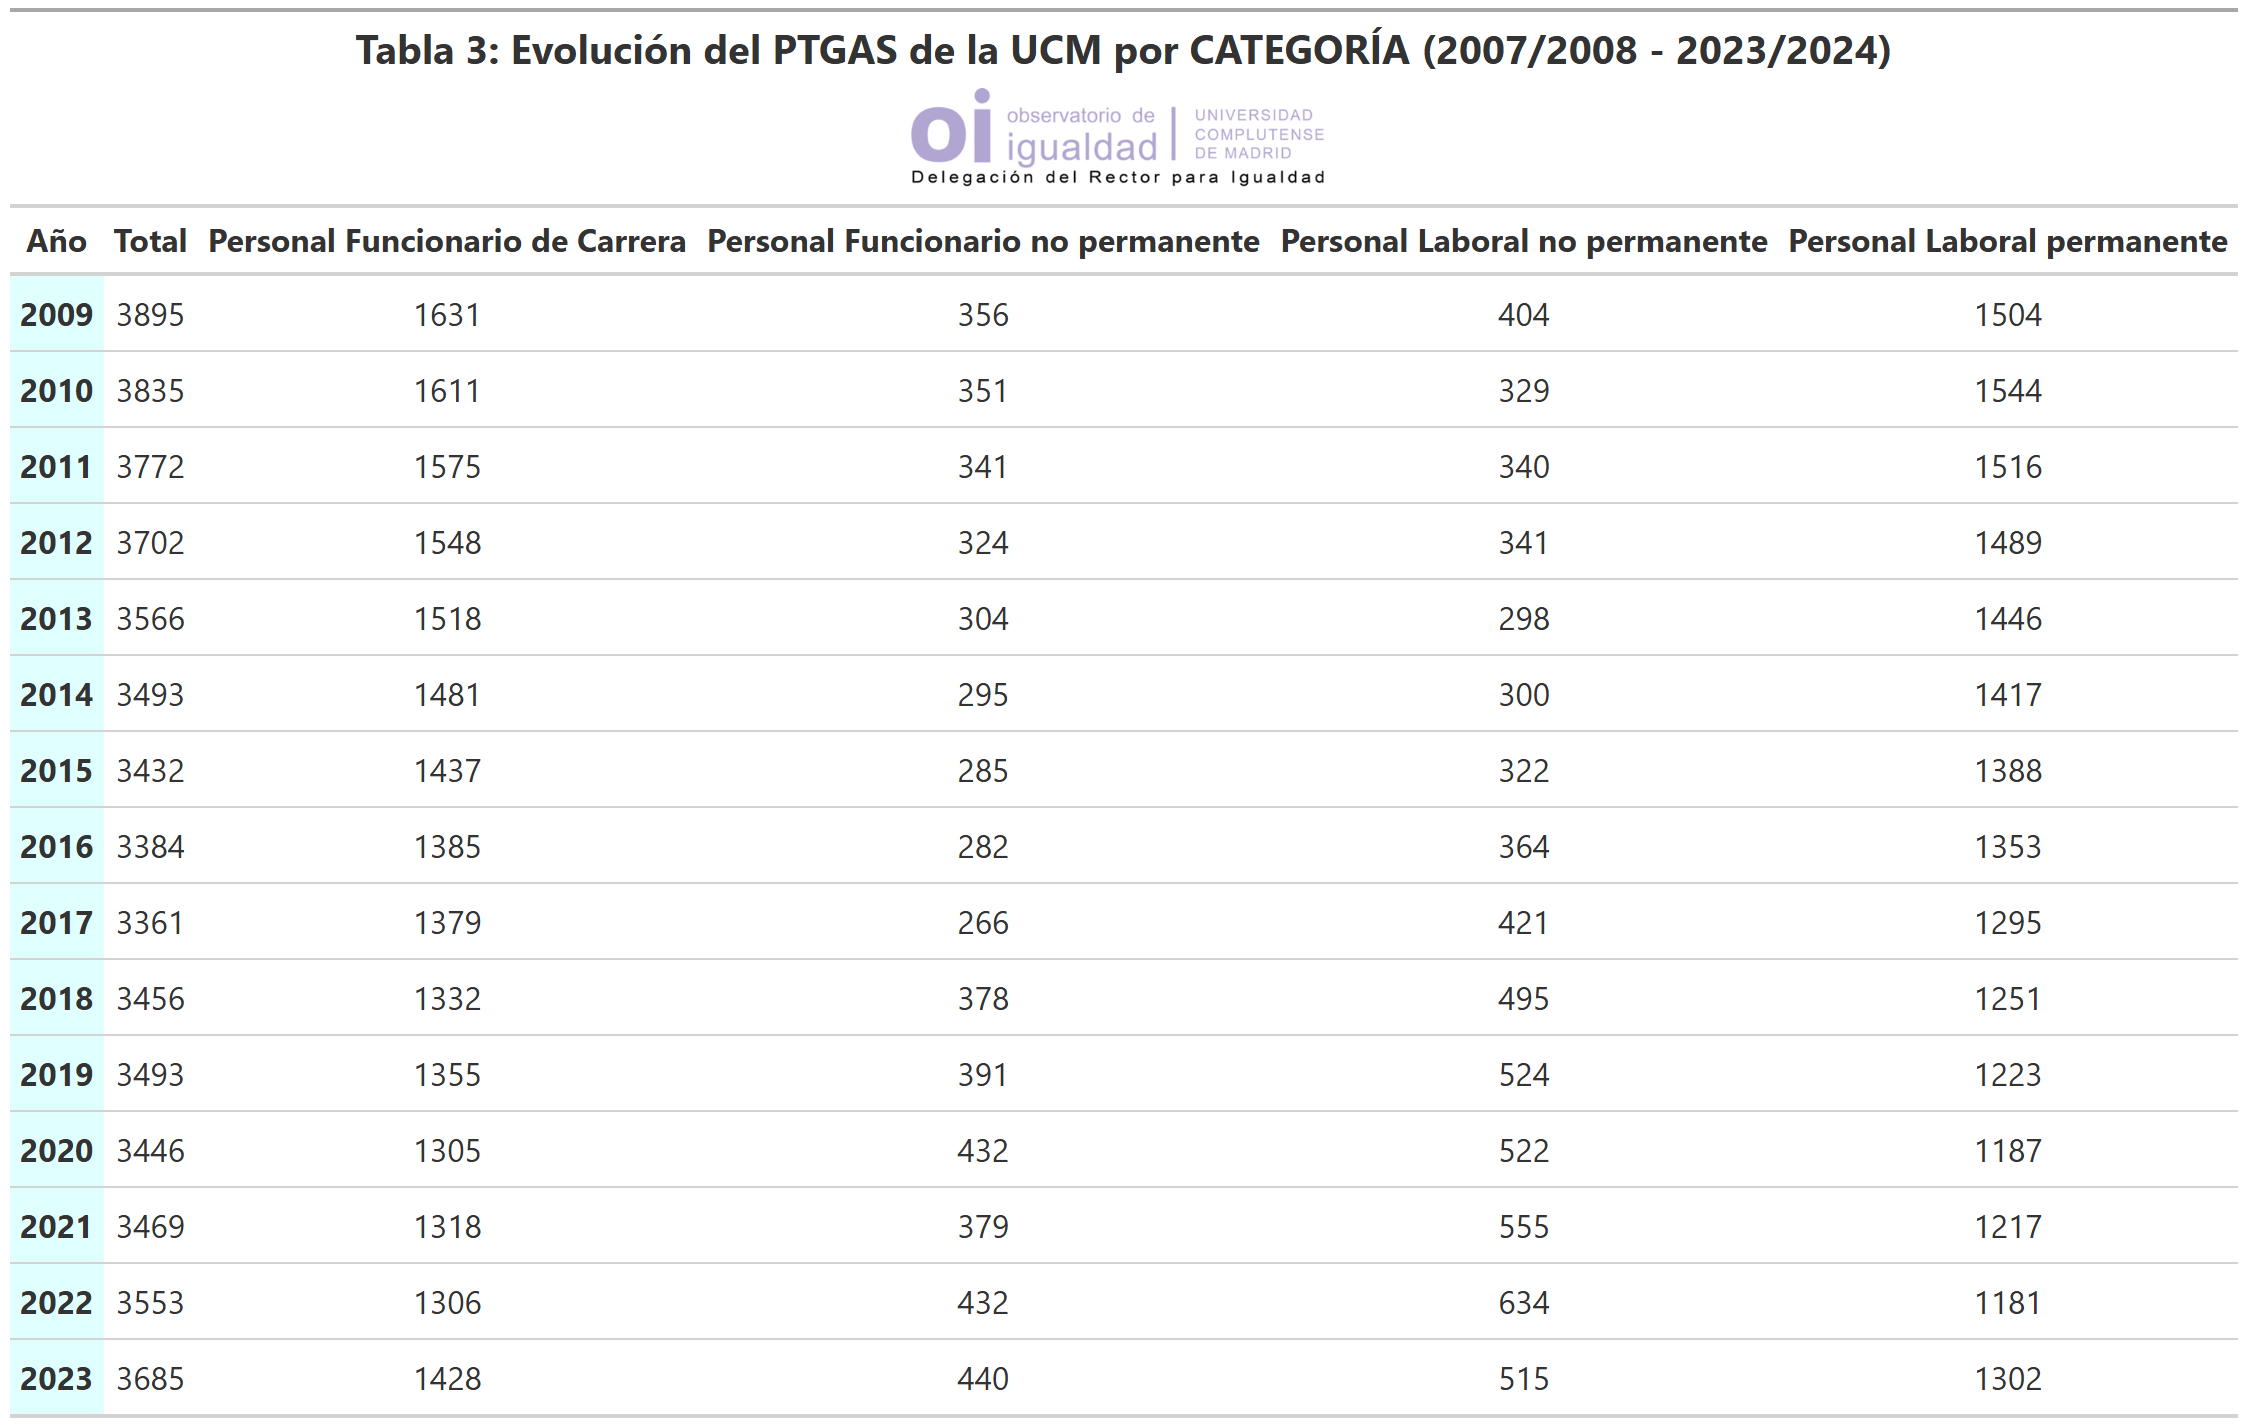 Tabla 3: Evolución del PTGAS de la UCM por CATEGORÍA (2007/2008 - 2023/2024)
oi observatorio de igualdad | UNIVERSIDAD COMPLUTENSE DE MADRID
Delegación del Rector para Igualdad
Año Total Personal Funcionario de Carrera Personal Funcionario no permanente Personal Laboral no permanente Personal Laboral permanente
2009 3895 1631 356 404 1504
2010 3835 1611 351 329 1544
2011 3772 1575 341 340 1516
2012 3702 1548 324 341 1489
2013 3566 1518 304 298 1446
2014 3493 1481 295 300 1417
2015 3432 1437 285 322 1388
2016 3384 1385 282 364 1353
2017 3361 1379 266 421 1295
2018 3456 1332 378 495 1251
2019 3493 1355 391 524 1223
2020 3446 1305 432 522 1187
2021 3469 1318 379 555 1217
2022 3553 1306 432 634 1181
2023 3685 1428 440 515 1302